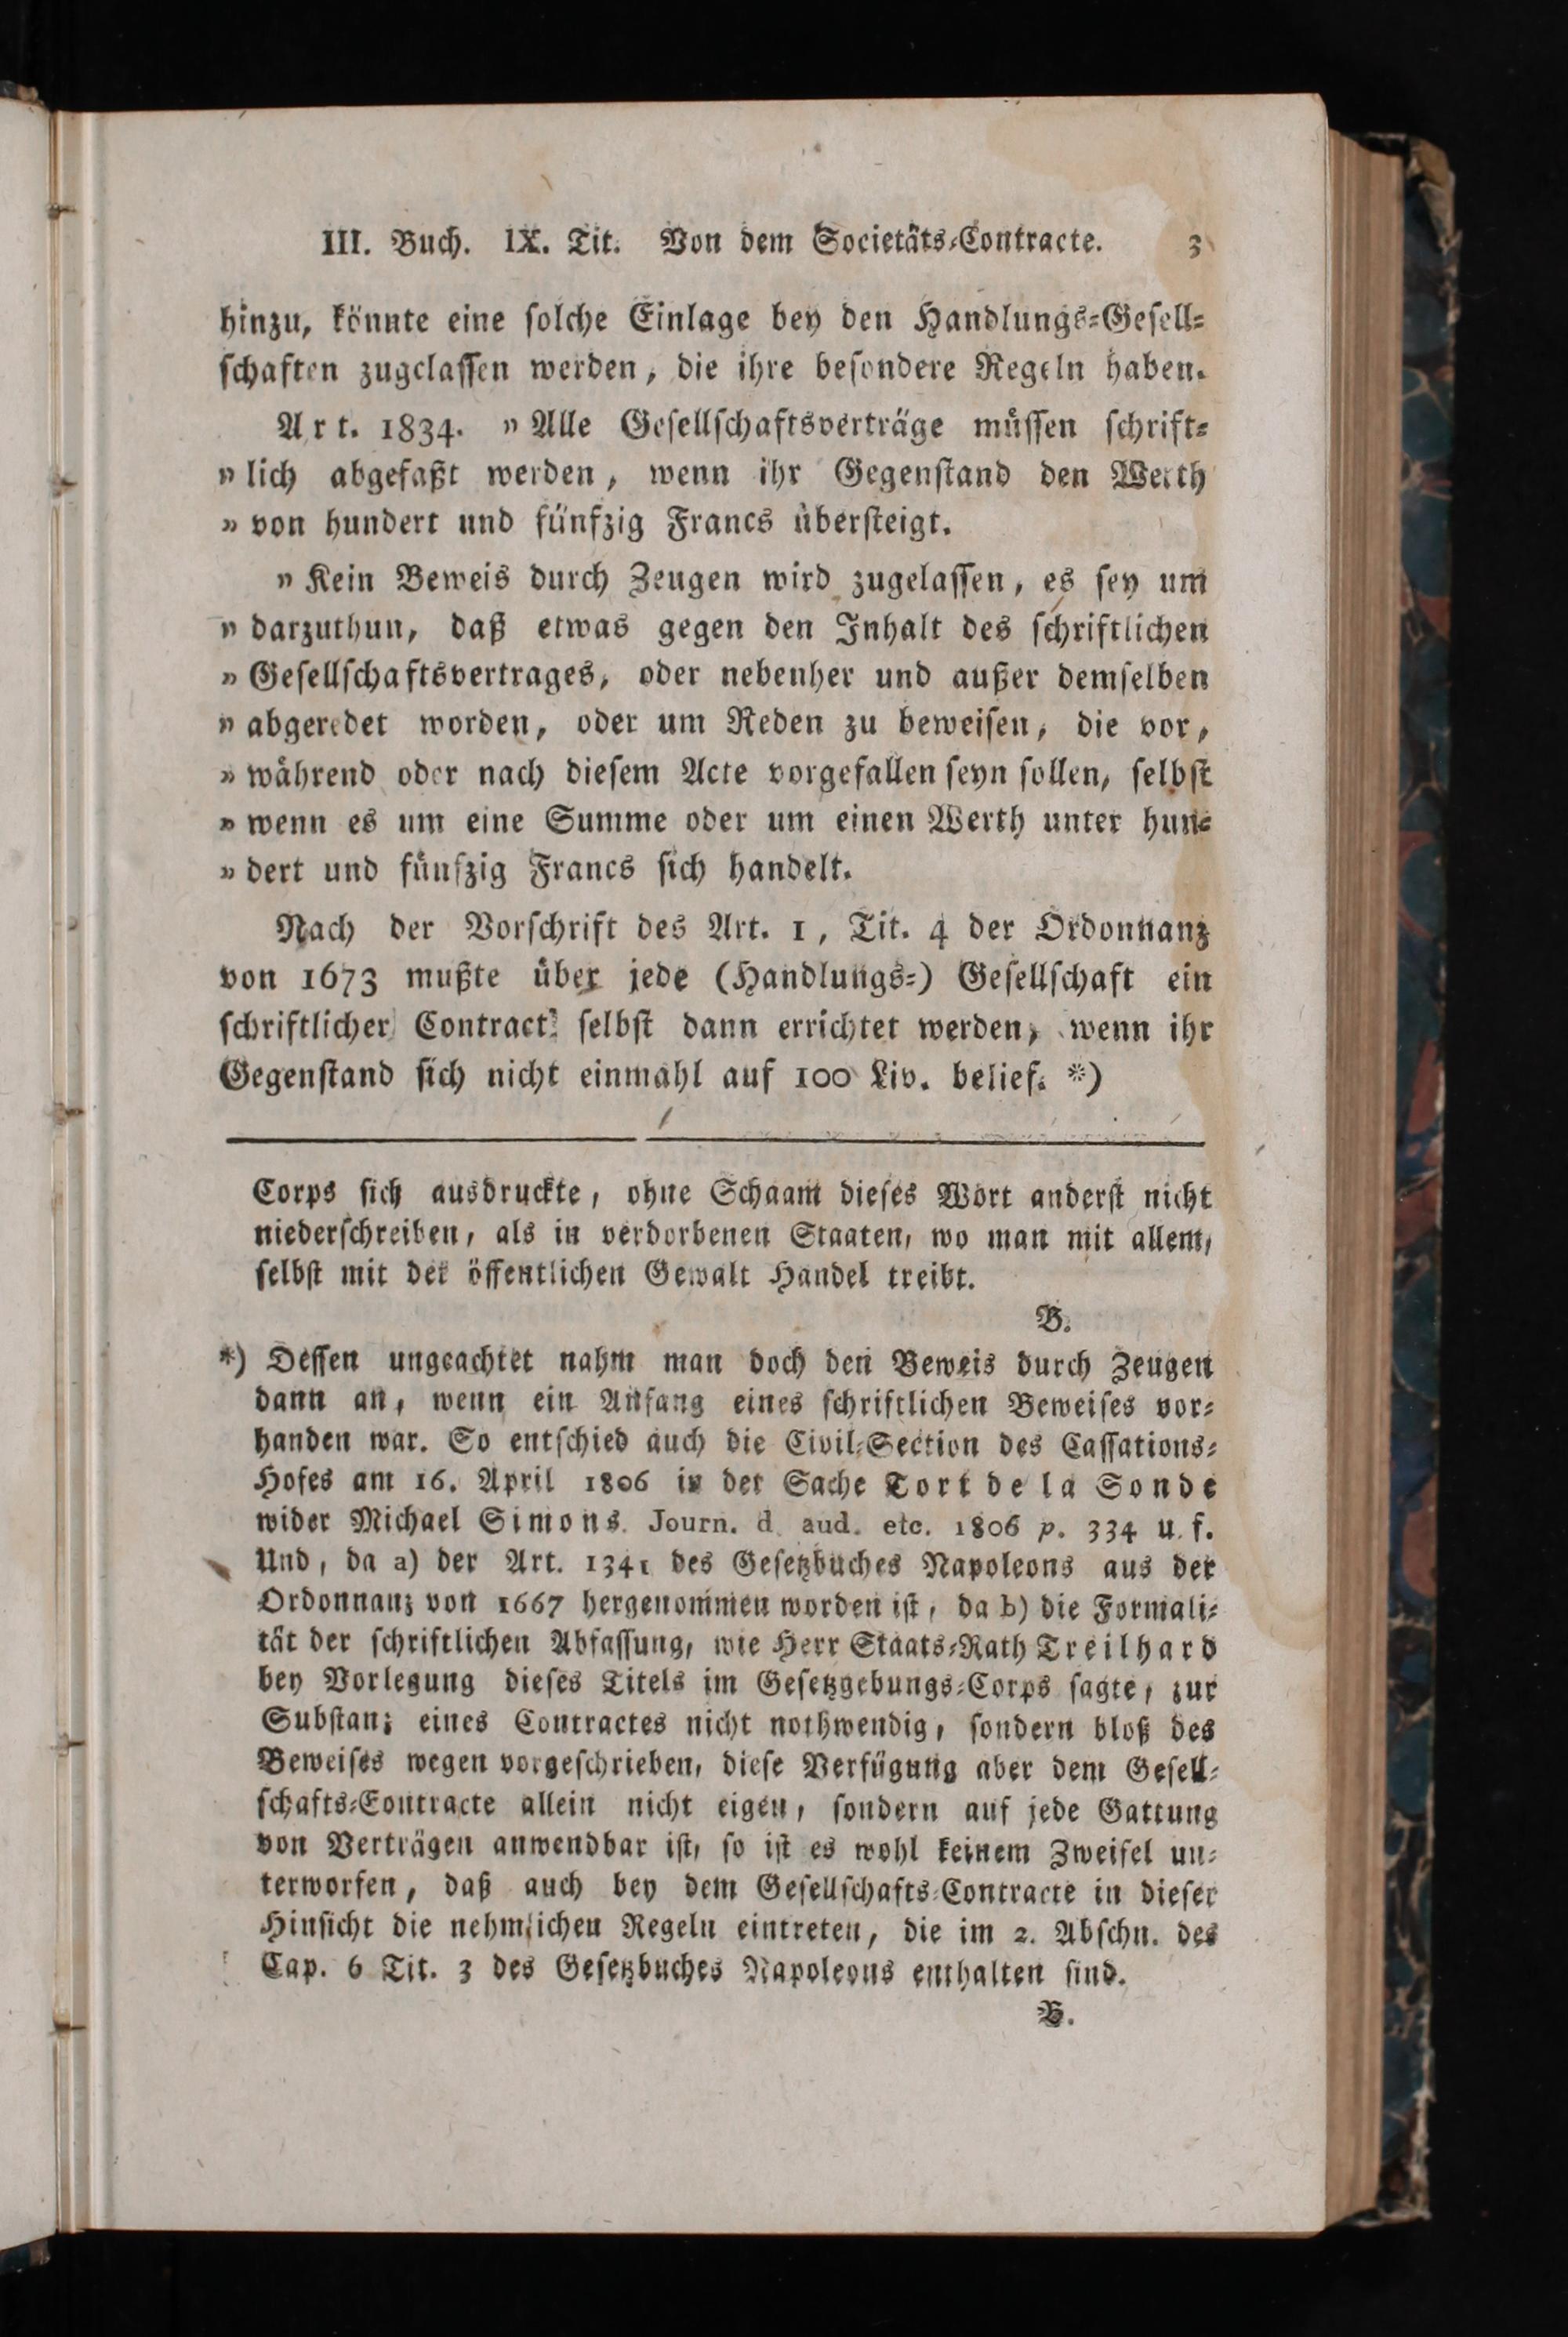 III. Buch. IX. Tit. Von dem Societäts-Contracte. 3
hinzu, könnte eine solche Einlage bey den Handlungs-Gesell-
schaften zugelassen werden, die ihre besondere Regeln haben.
Art. 1834. „Alle Gesellschaftsverträge müssen schrift-
„lich abgefaßt werden, wenn ihr Gegenstand den Werth
„von hundert und fünfzig Francs übersteigt.
„Kein Beweis durch Zeugen wird zugelassen, es sey um
„darzuthun, daß etwas gegen den Inhalt des schriftlichen
„Gesellschaftsvertrages, oder nebenher und außer demselben
„abgeredet worden, oder um Reden zu beweisen, die vor,
„während oder nach diesem Acte vorgefallen seyn sollen, selbst
„wenn es um eine Summe oder um einen Werth unter hun-
„dert und fünfzig Francs sich handelt.
Nach der Vorschrift des Art. 1, Tit. 4 der Ordonnanz
von 1673 mußte über jede (Handlungs-) Gesellschaft ein
schriftlicher Contract selbst dann errichtet werden, wenn ihr
Gegenstand sich nicht einmahl auf 100 Liv. belief. *)
Corps sich ausdruckte, ohne Schaam dieses Wort anderst nicht
niederschreiben, als in verdorbenen Staaten, wo man mit allem,
selbst mit der öffentlichen Gewalt Handel treibt.
B.
*) Dessen ungeachtet nahm man doch den Beweis durch Zeugen
dann an, wenn ein Anfang eines schriftlichen Beweises vor-
handen war. So entschied auch die Civil-Section des Cassations-
Hofes am 16. April 1806 in der Sache Tort de la Sonde
wider Michael Simons. Journ. d. aud. etc. 1806 p. 334 u. f.
Und, da a) der Art. 1341 des Gesetzbuches Napoleons aus der
Ordonnanz von 1667 hergenommen worden ist, da b) die Formali-
tät der schriftlichen Abfassung, wie Herr Staats-Rath Treilhard
bey Vorlegung dieses Titels im Gesetzgebungs-Corps sagte, zur
Substanz eines Contractes nicht nothwendig, sondern bloß des
Beweises wegen vorgeschrieben, diese Verfügung aber dem Gesell-
schafts-Contracte allein nicht eigen, sondern auf jede Gattung
von Verträgen anwendbar ist, so ist es wohl keinem Zweifel un-
terworfen, daß auch bey dem Gesellschafts-Contracte in dieser
Hinsicht die nehmlichen Regeln eintreten, die im 2. Abschn. des
Cap. 6 Tit. 3 des Gesetzbuches Napoleons enthalten sind.
B.